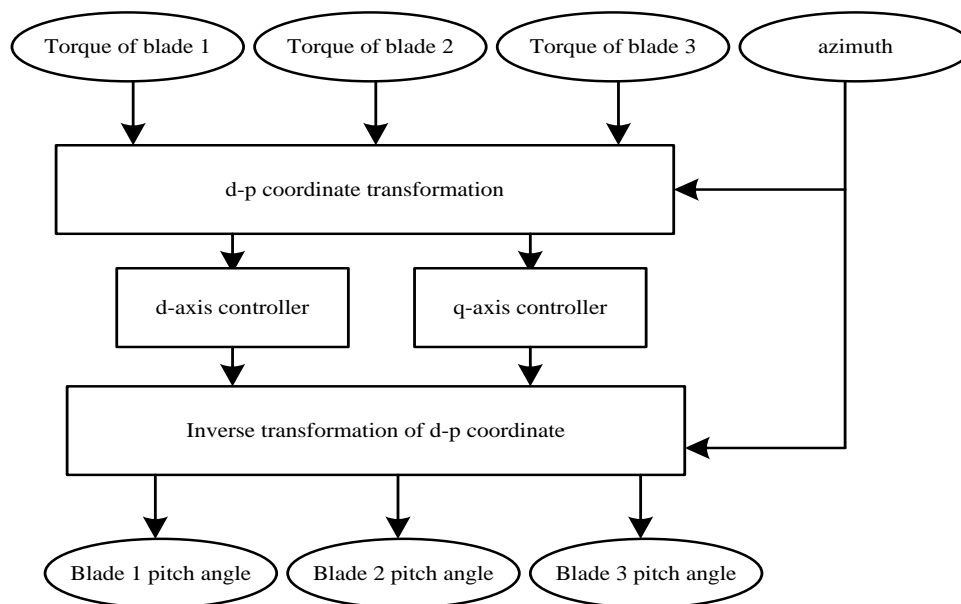 Torque of blade 1
Torque of blade 2
Torque of blade 3
azimuth
d-p coordinate transformation
d-axis controller
q-axis controller
Inverse transformation of d-p coordinate
Blade 1 pitch angle
Blade 2 pitch angle
Blade 3 pitch angle